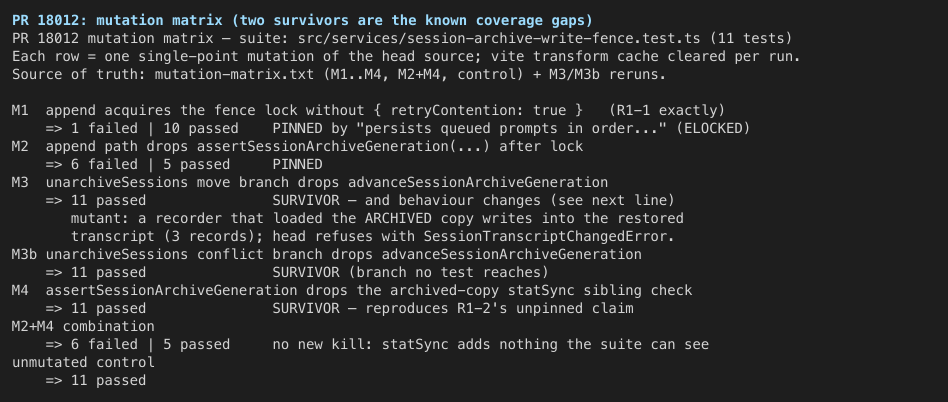 PR 18012: mutation matrix (two survivors are the known coverage gaps)
PR 18012 mutation matrix — suite: src/services/session-archive-write-fence.test.ts (11 tests)
Each row = one single-point mutation of the head source; vite transform cache cleared per run.
Source of truth: mutation-matrix.txt (M1..M4, M2+M4, control) + M3/M3b reruns.

M1  append acquires the fence lock without { retryContention: true }   (R1-1 exactly)
    => 1 failed | 10 passed    PINNED by "persists queued prompts in order..." (ELOCKED)
M2  append path drops assertSessionArchiveGeneration(...) after lock
    => 6 failed | 5 passed     PINNED
M3  unarchiveSessions move branch drops advanceSessionArchiveGeneration
    => 11 passed               SURVIVOR — and behaviour changes (see next line)
       mutant: a recorder that loaded the ARCHIVED copy writes into the restored
       transcript (3 records); head refuses with SessionTranscriptChangedError.
M3b unarchiveSessions conflict branch drops advanceSessionArchiveGeneration
    => 11 passed               SURVIVOR (branch no test reaches)
M4  assertSessionArchiveGeneration drops the archived-copy statSync sibling check
    => 11 passed               SURVIVOR — reproduces R1-2's unpinned claim
M2+M4 combination
    => 6 failed | 5 passed     no new kill: statSync adds nothing the suite can see
unmutated control
    => 11 passed